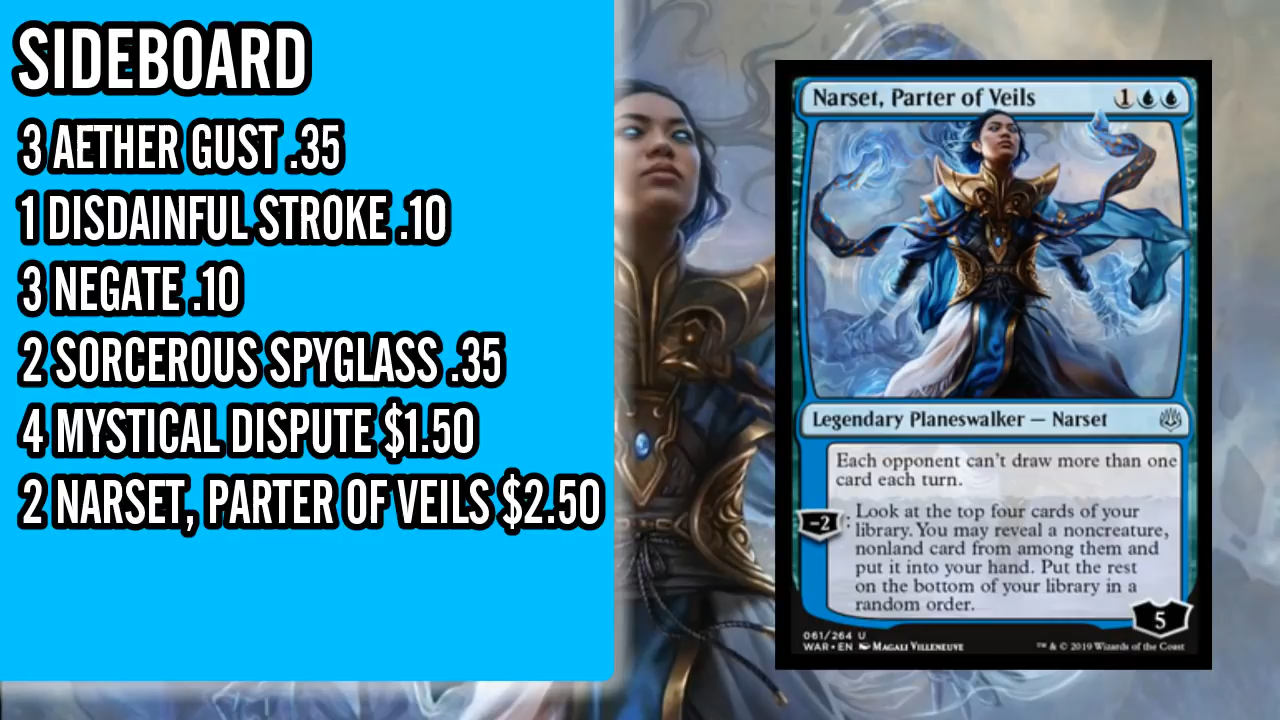 SIDEBOARD
3 AETHER GUST .35
1 DISDAINFUL STROKE .10
3 NEGATE .10
2 SORCEROUS SPYGLASS .35
4 MYSTICAL DISPUTE $1.50
2 NARSET, PARTER OF VEILS $2.50
Narset, Parter of Veils 1
Legendary Planeswalker — Narset
Each opponent can't draw more than one
card each turn.
-2: Look at the top four cards of your
library. You may reveal a noncreature,
nonland card from among them and
put it into your hand. Put the rest
on the bottom of your library in a
random order.
5
061/264 U
WAR • EN MAGALI VILLENEUVE ™ & © 2019 Wizards of the Coast